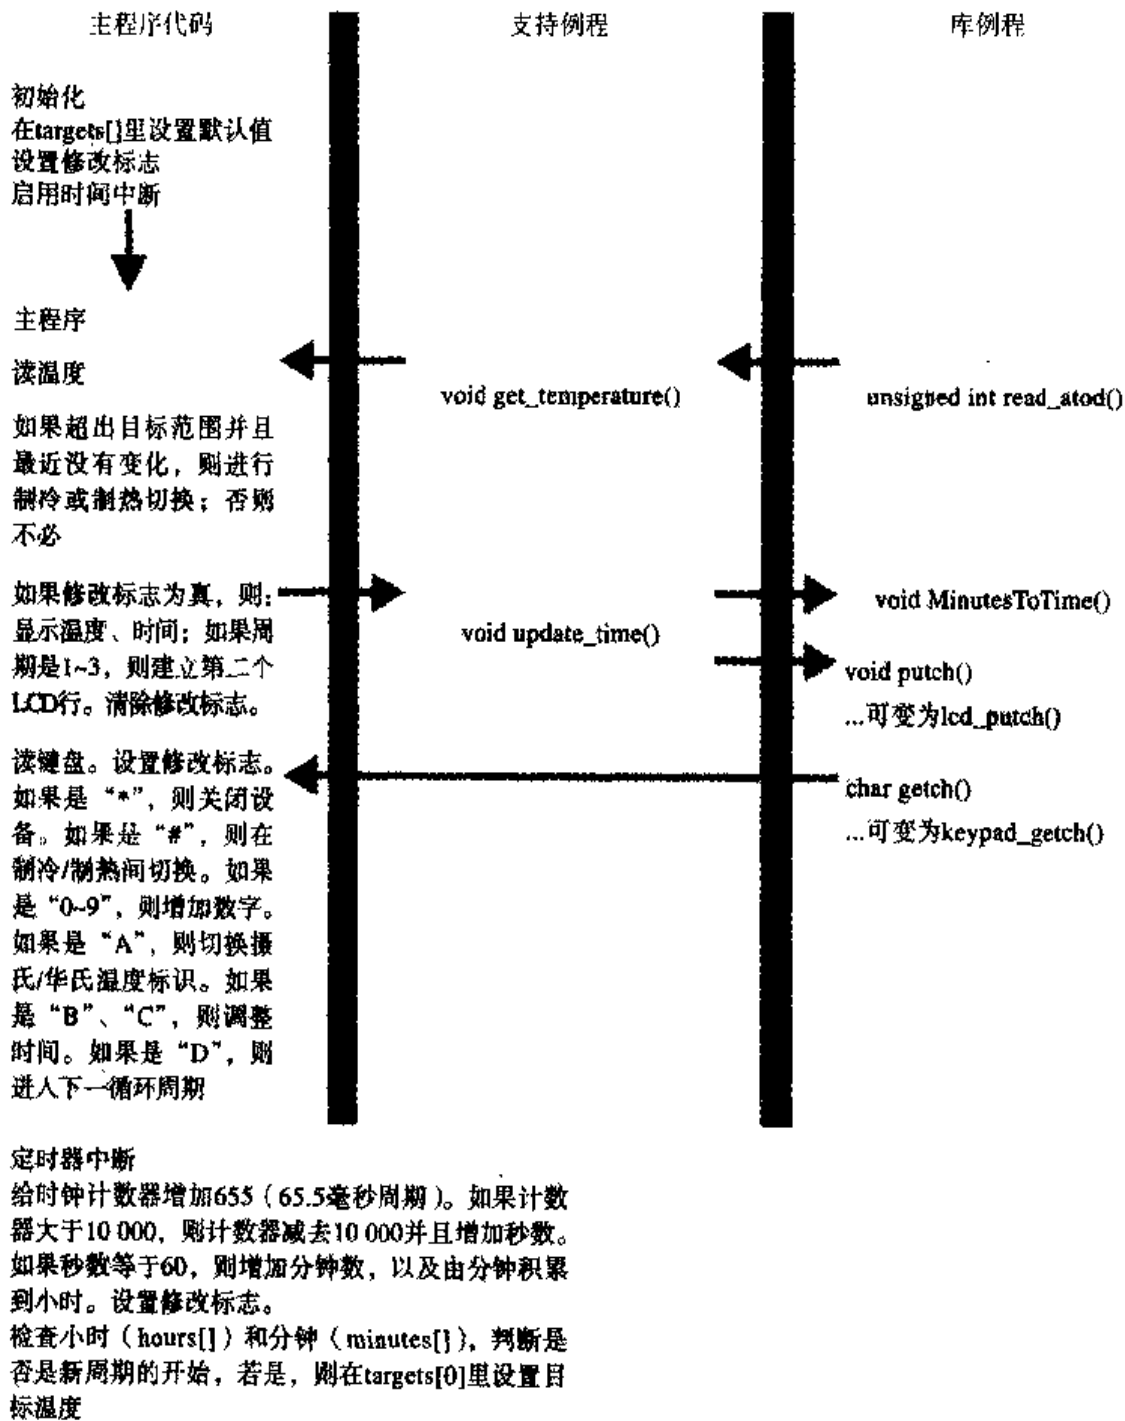 主程序代码
支持例程
库例程
初始化
在targets[]里设置默认值
设置修改标志
启用时间中断
主程序
读温度
void get_temperature()
unsigned int read_atod()
如果超出目标范围并且
最近没有变化，则进行
制冷或制热切换；否则
不必
如果修改标志为真，则：
显示温度、时间；如果周
期是1~3，则建立第二个
LCD行。清除修改标志。
void update_time()
void MinutesToTime()
void putch()
...可变为lcd_putch()
读键盘。设置修改标志。
如果是“*”，则关闭设
备。如果是“#”，则在
制冷/制热间切换。如果
是“0~9”，则增加数字。
如果是“A”，则切换摄
氏/华氏温度标识。如果
是“B”、“C”，则调整
时间。如果是“D”，则
进入下一循环周期
char getch()
...可变为keypad_getch()
定时器中断
给时钟计数器增加655（65.5毫秒周期）。如果计数
器大于10 000，则计数器减去10 000并且增加秒数。
如果秒数等于60，则增加分钟数，以及由分钟积累
到小时。设置修改标志。
检查小时（hours[]）和分钟（minutes[]），判断是
否是新周期的开始，若是，则在targets[0]里设置目
标温度